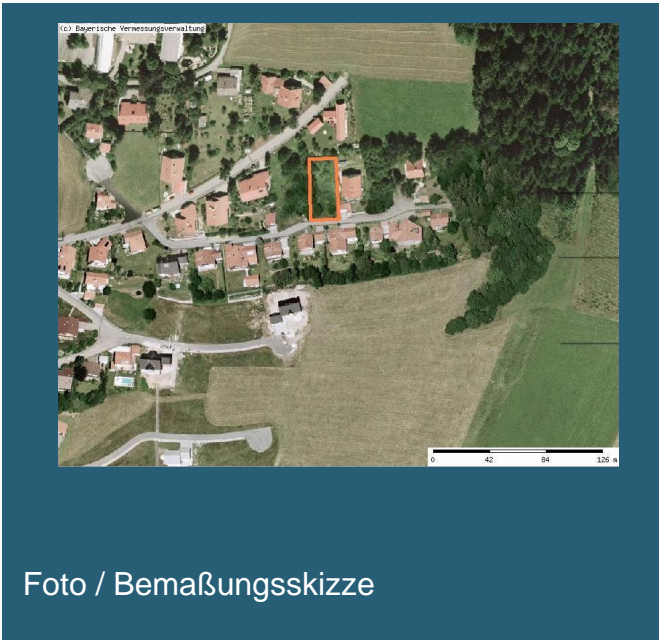 (c) Bayerische Vermessungsverwaltung
0 42 84 126 m
Foto / Bemaßungsskizze